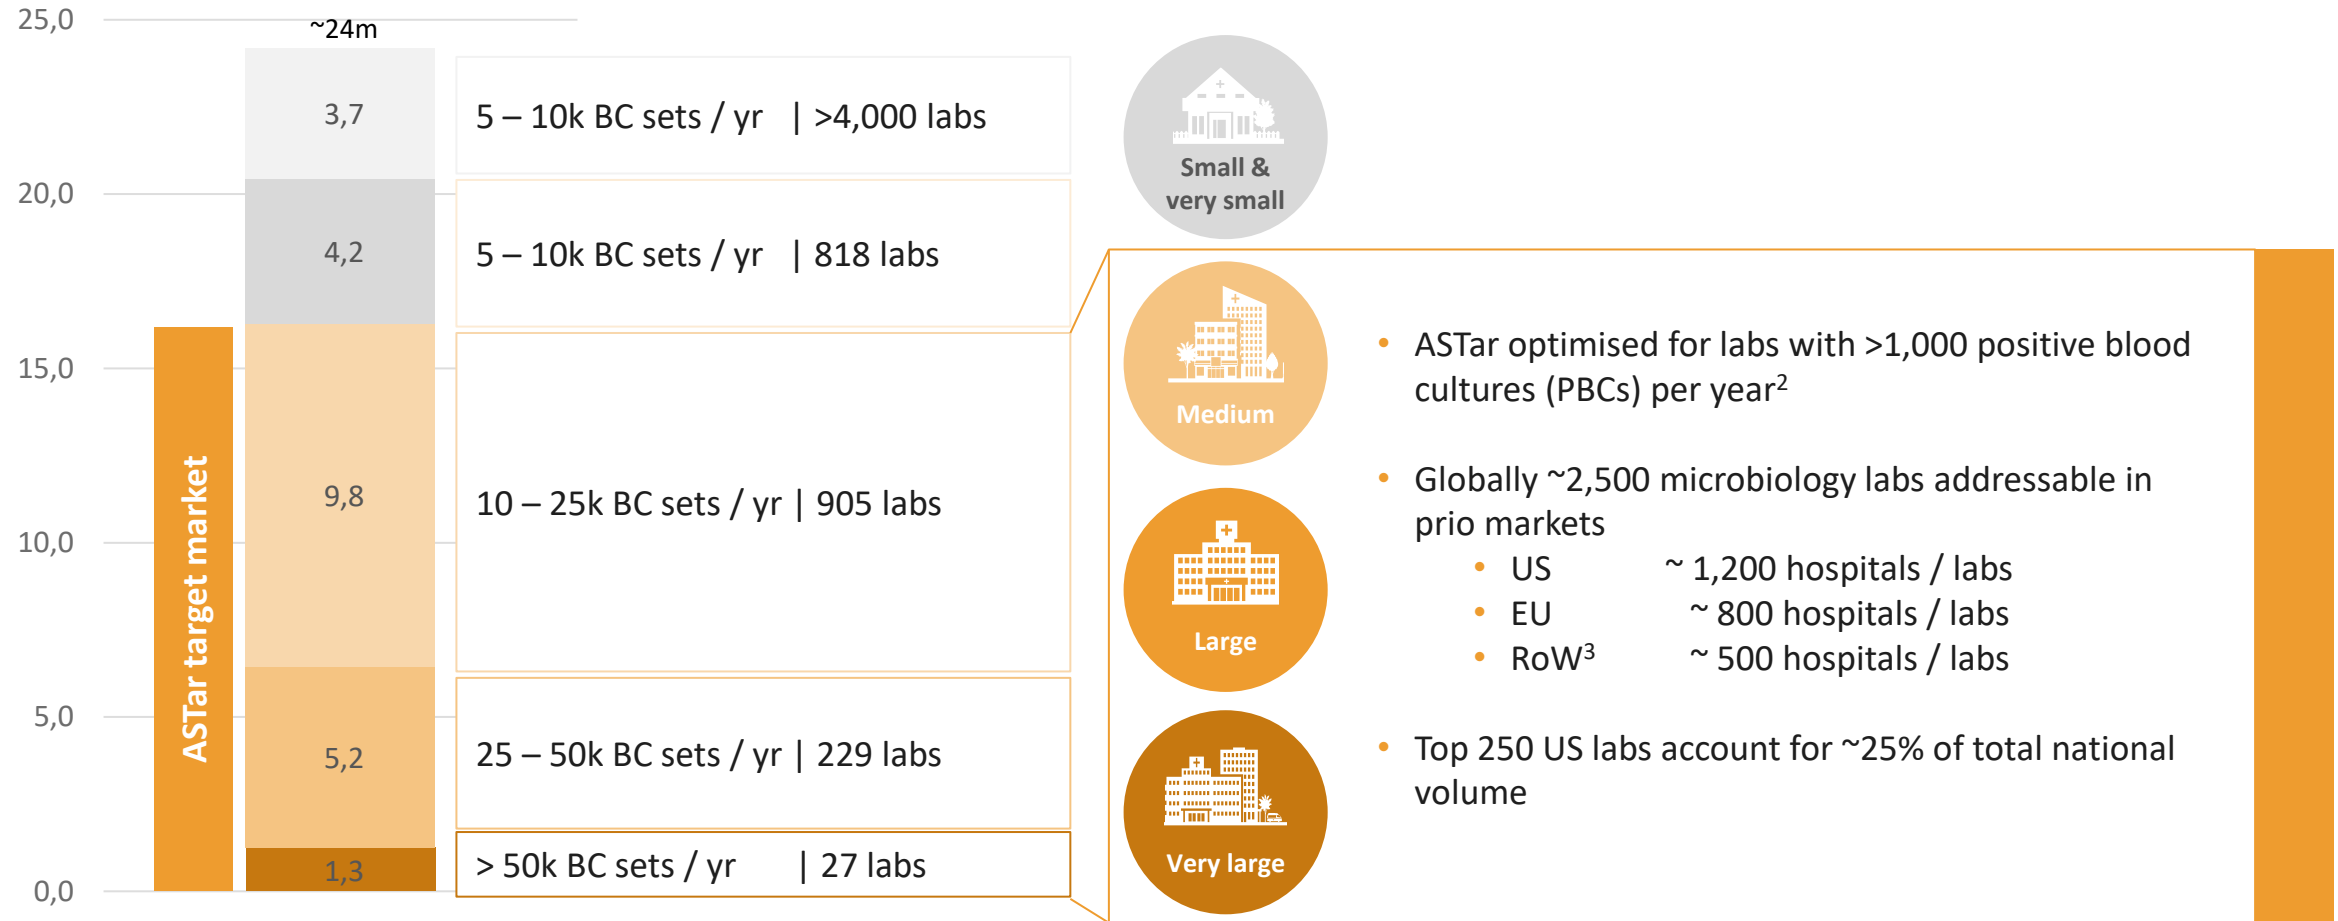 25,0
20,0
15,0
10,0
5,0
0,0
ASTar target market
~24m
3,7
4,2
9,8
5,2
1,3
5 – 10k BC sets / yr | >4,000 labs
5 – 10k BC sets / yr | 818 labs
10 – 25k BC sets / yr | 905 labs
25 – 50k BC sets / yr | 229 labs
> 50k BC sets / yr | 27 labs
Small &
very small
Medium
Large
Very large
• ASTar optimised for labs with >1,000 positive blood
cultures (PBCs) per year²
• Globally ~2,500 microbiology labs addressable in
prio markets
• US ~ 1,200 hospitals / labs
• EU ~ 800 hospitals / labs
• RoW³ ~ 500 hospitals / labs
• Top 250 US labs account for ~25% of total national
volume